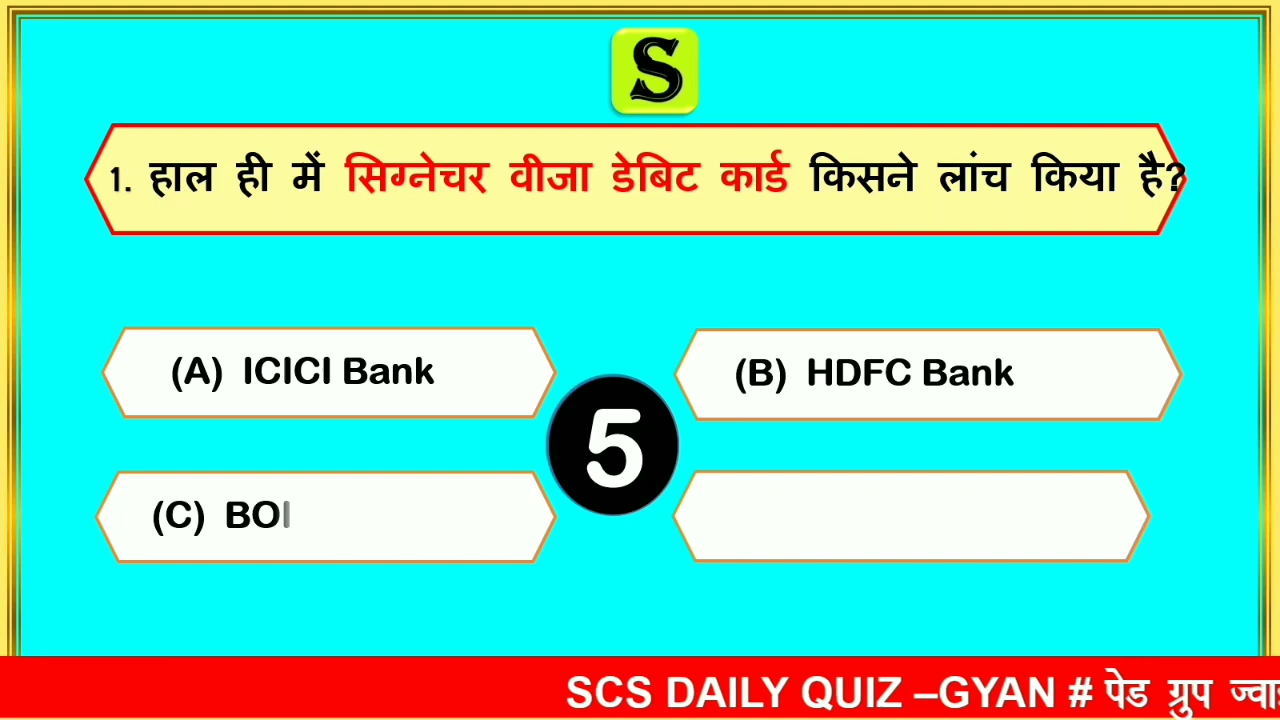 S
1. हाल ही में सिग्नेचर वीजा डेबिट कार्ड किसने लांच किया है?
(A) ICICI Bank
(B) HDFC Bank
5
(C) BOI
SCS DAILY QUIZ –GYAN # पेड ग्रुप